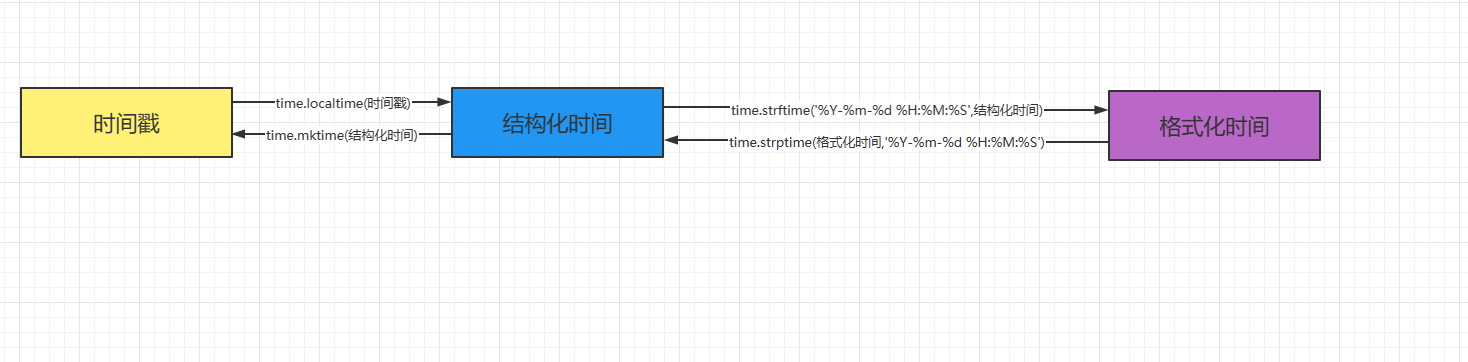 时间戳
time.localtime(时间戳)
time.mktime(结构化时间)
结构化时间
time.strftime('%Y-%m-%d %H:%M:%S',结构化时间)
time.strptime(格式化时间,'%Y-%m-%d %H:%M:%S')
格式化时间